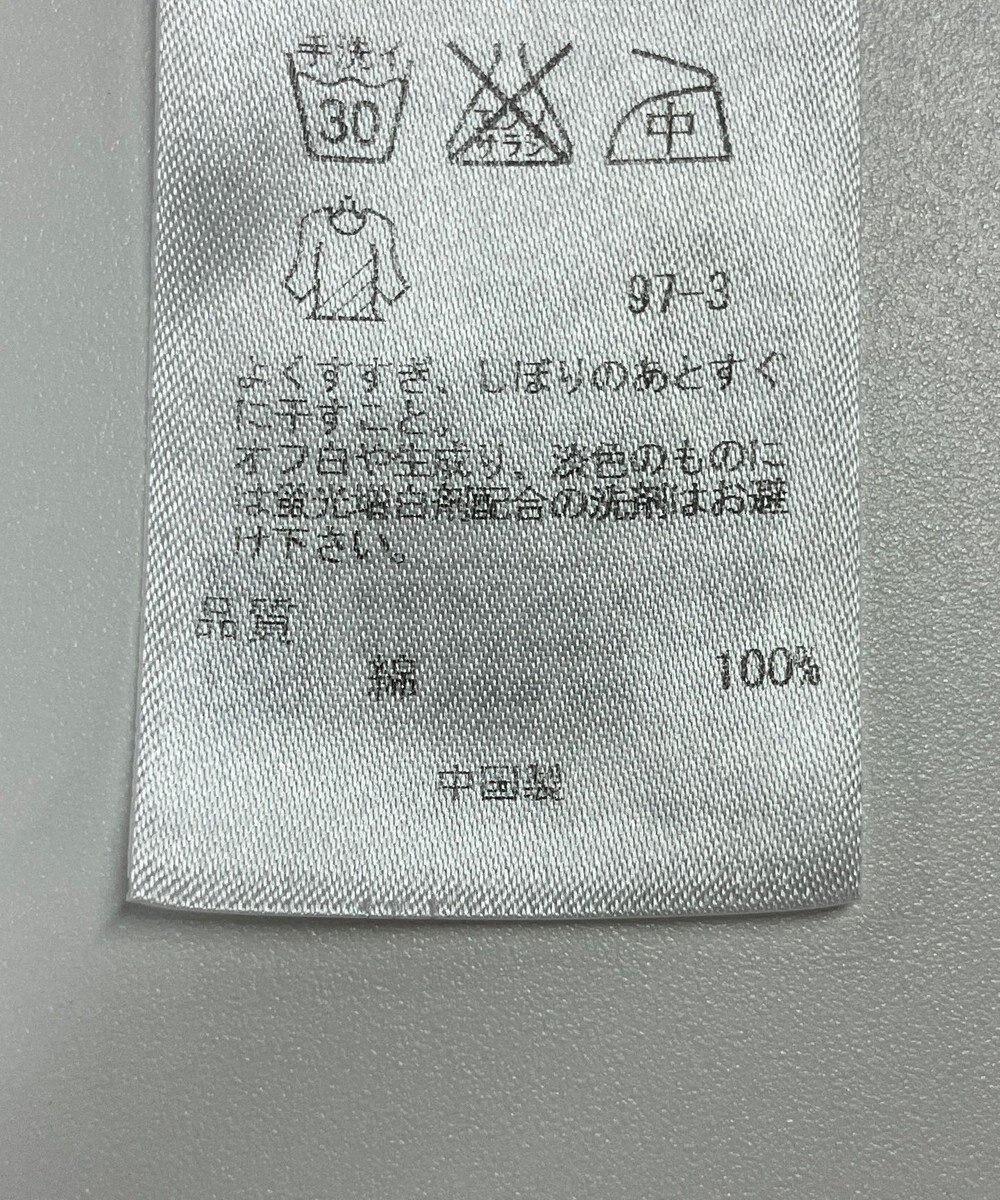 手洗イ
30
エンソ
サラシ
中
97-3
よくすすぎ、しぼりのあとすぐ
に干すこと。
オフ白や生成り、淡色のものに
は蛍光増白剤配合の洗剤はお避
け下さい。
品質
綿 100%
中国製